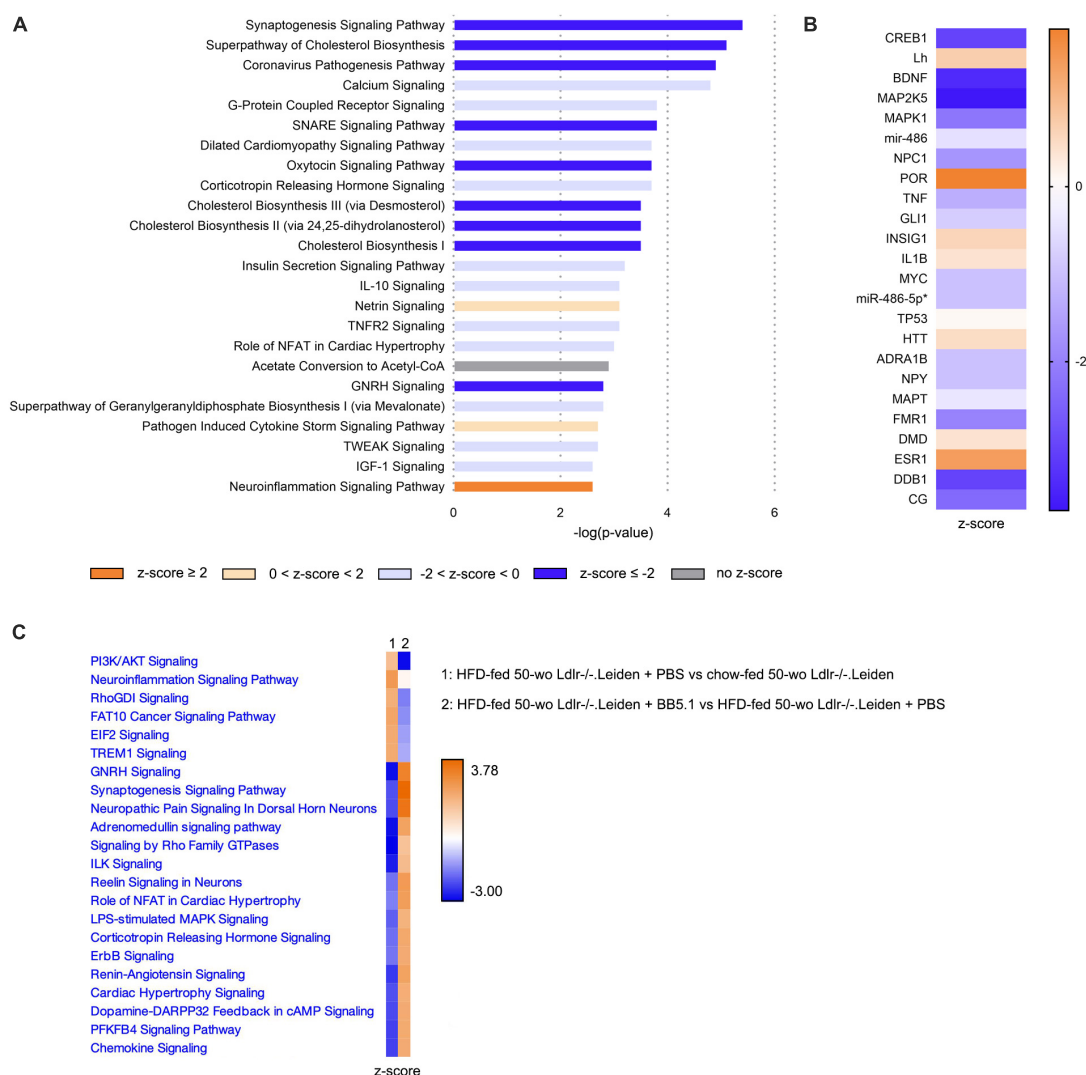 A
Synaptogenesis Signaling Pathway
Superpathway of Cholesterol Biosynthesis
Coronavirus Pathogenesis Pathway
Calcium Signaling
G-Protein Coupled Receptor Signaling
SNARE Signaling Pathway
Dilated Cardiomyopathy Signaling Pathway
Oxytocin Signaling Pathway
Corticotropin Releasing Hormone Signaling
Cholesterol Biosynthesis III (via Desmosterol)
Cholesterol Biosynthesis II (via 24,25-dihydrolanosterol)
Cholesterol Biosynthesis I
Insulin Secretion Signaling Pathway
IL-10 Signaling
Netrin Signaling
TNFR2 Signaling
Role of NFAT in Cardiac Hypertrophy
Acetate Conversion to Acetyl-CoA
GNRH Signaling
Superpathway of Geranylgeranyldiphosphate Biosynthesis I (via Mevalonate)
Pathogen Induced Cytokine Storm Signaling Pathway
TWEAK Signaling
IGF-1 Signaling
Neuroinflammation Signaling Pathway
0 2 4 6
-log(p-value)
z-score ≥ 2 0 < z-score < 2 -2 < z-score < 0 z-score ≤ -2 no z-score
B
CREB1
Lh
BDNF
MAP2K5
MAPK1
mir-486
NPC1
POR
TNF
GLI1
INSIG1
IL1B
MYC
miR-486-5p*
TP53
HTT
ADRA1B
NPY
MAPT
FMR1
DMD
ESR1
DDB1
CG
z-score
0
-2
C
1 2
PI3K/AKT Signaling
Neuroinflammation Signaling Pathway
RhoGDI Signaling
FAT10 Cancer Signaling Pathway
EIF2 Signaling
TREM1 Signaling
GNRH Signaling
Synaptogenesis Signaling Pathway
Neuropathic Pain Signaling In Dorsal Horn Neurons
Adrenomedullin signaling pathway
Signaling by Rho Family GTPases
ILK Signaling
Reelin Signaling in Neurons
Role of NFAT in Cardiac Hypertrophy
LPS-stimulated MAPK Signaling
Corticotropin Releasing Hormone Signaling
ErbB Signaling
Renin-Angiotensin Signaling
Cardiac Hypertrophy Signaling
Dopamine-DARPP32 Feedback in cAMP Signaling
PFKFB4 Signaling Pathway
Chemokine Signaling
z-score
1: HFD-fed 50-wo Ldlr-/-.Leiden + PBS vs chow-fed 50-wo Ldlr-/-.Leiden
2: HFD-fed 50-wo Ldlr-/-.Leiden + BB5.1 vs HFD-fed 50-wo Ldlr-/-.Leiden + PBS
3.78
-3.00